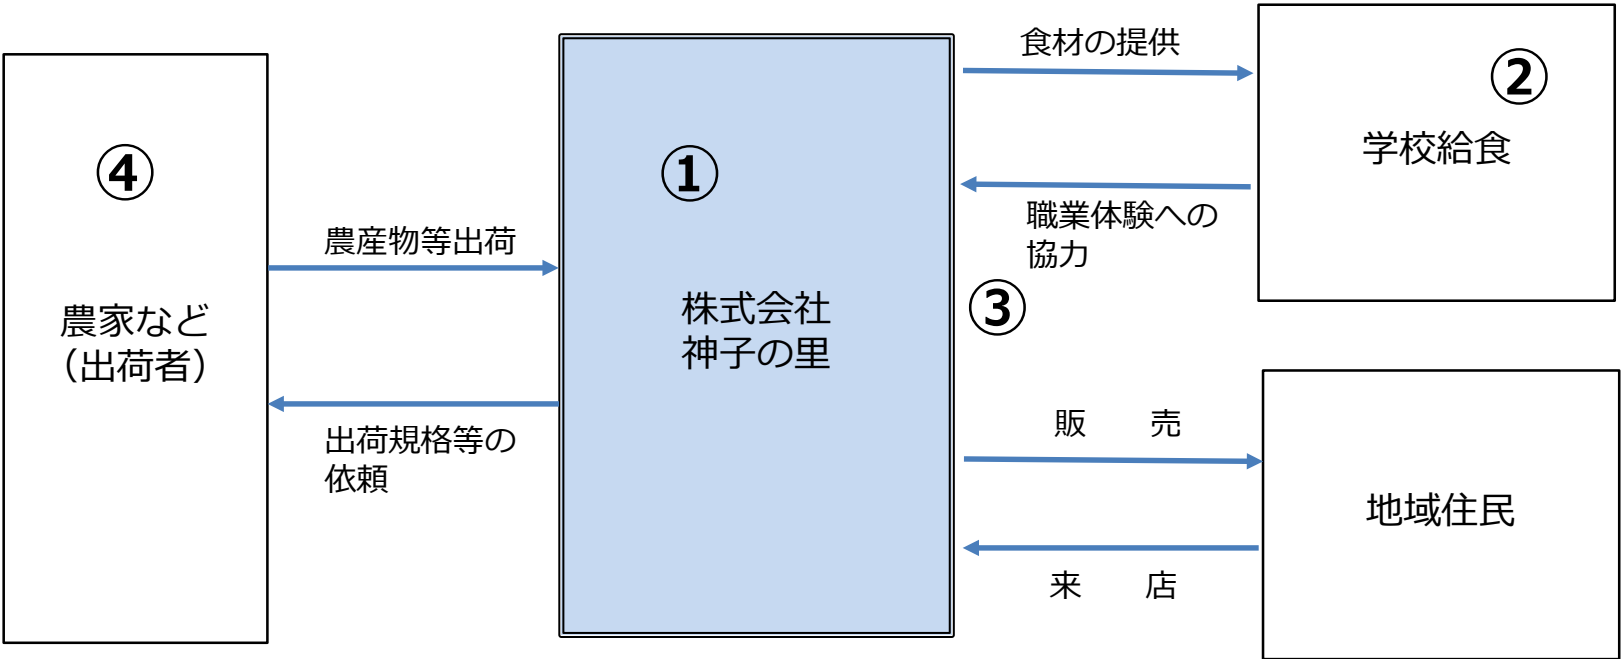 ④
農家など
（出荷者）
農産物等出荷
出荷規格等の
依頼
①
株式会社
神子の里
食材の提供
職業体験への
協力
③
販　　売
来　　店
②
学校給食
地域住民